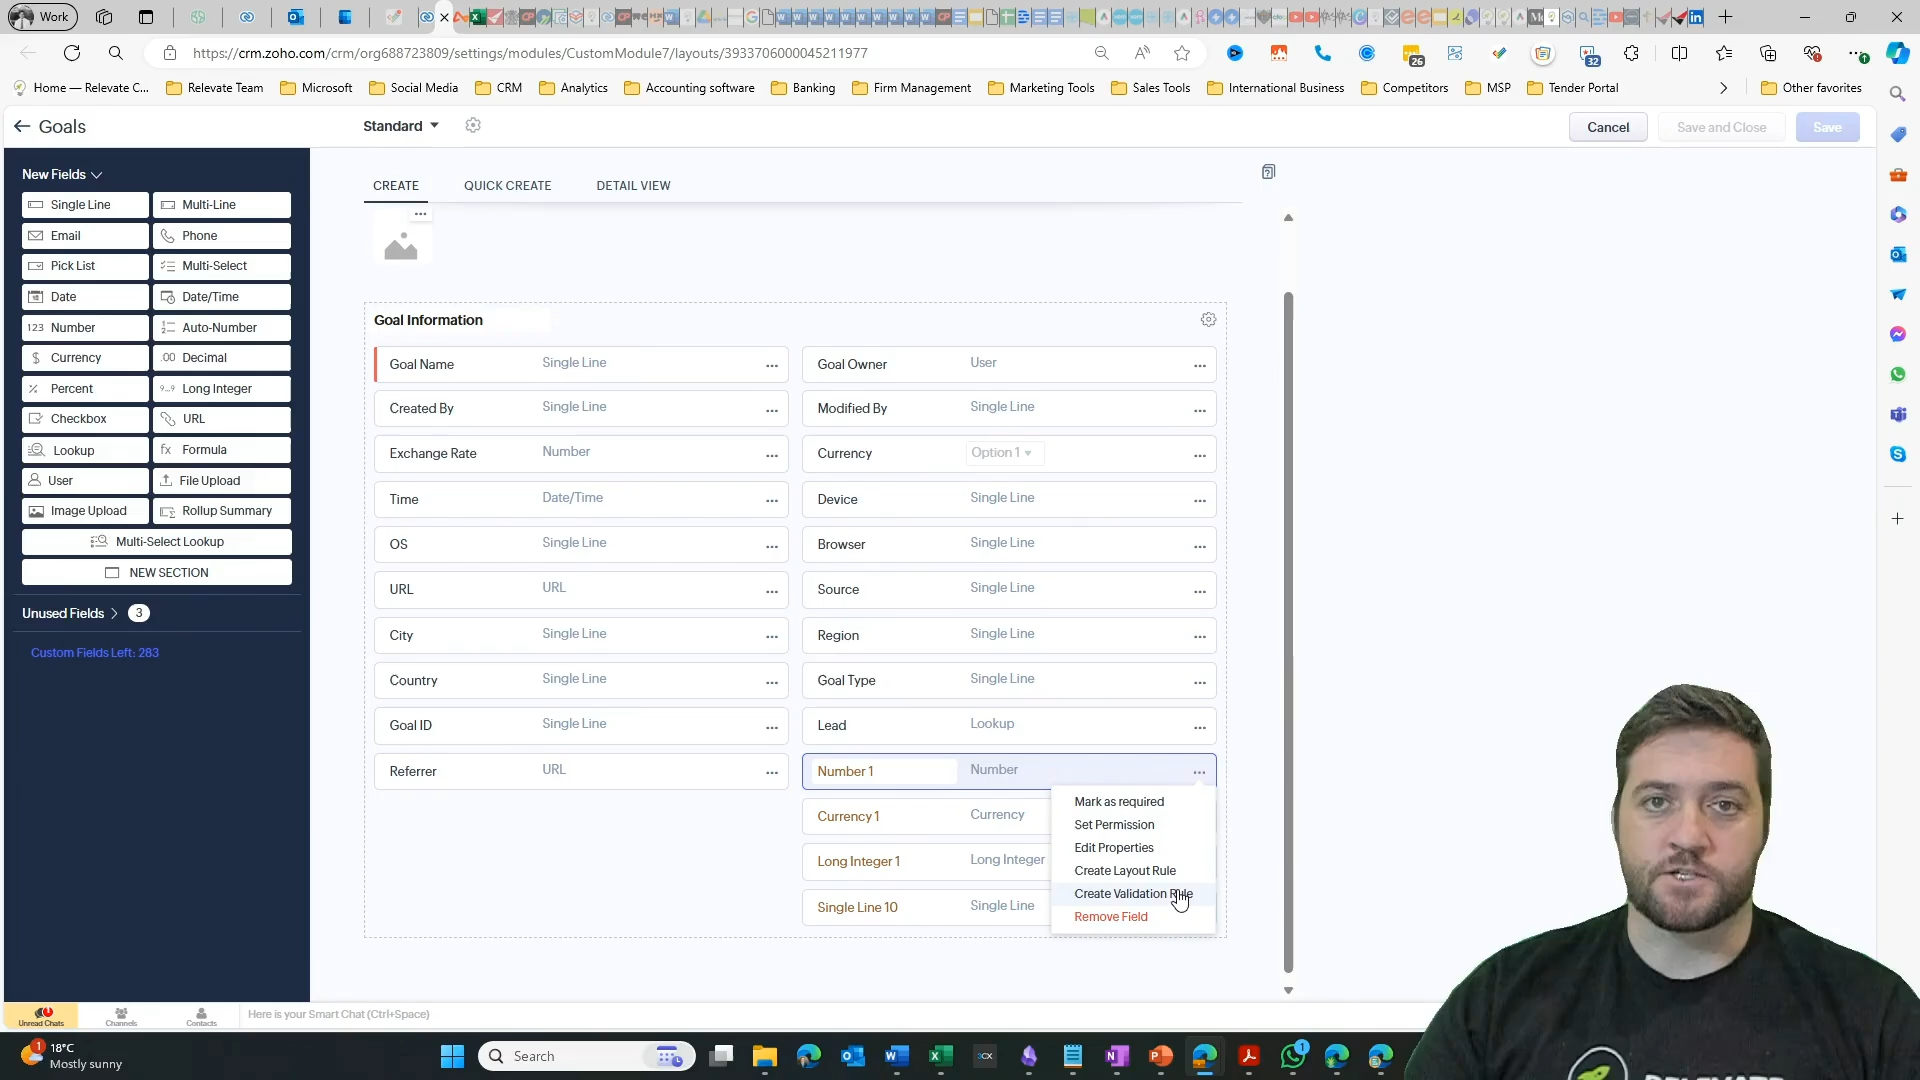 Work
https://crm.zoho.com/crm/org688723809/settings/modules/CustomModule7/layouts/3933706000045211977
26
32
Home — Relevate C...
Relevate Team
Microsoft
Social Media
CRM
Analytics
Accounting software
Banking
Firm Management
Marketing Tools
Sales Tools
International Business
Competitors
MSP
Tender Portal
Other favorites
Goals
Standard
Cancel
Save and Close
Save
New Fields
Single Line
Multi-Line
Email
Phone
Pick List
Multi-Select
Date
Date/Time
123 Number
Auto-Number
$ Currency
.00 Decimal
% Percent
Long Integer
Checkbox
URL
Lookup
fx Formula
User
File Upload
Image Upload
Rollup Summary
Multi-Select Lookup
NEW SECTION
Unused Fields 3
Custom Fields Left: 283
CREATE
QUICK CREATE
DETAIL VIEW
Goal Information
Goal Name Single Line
Goal Owner User
Created By Single Line
Modified By Single Line
Exchange Rate Number
Currency Option 1
Time Date/Time
Device Single Line
OS Single Line
Browser Single Line
URL URL
Source Single Line
City Single Line
Region Single Line
Country Single Line
Goal Type Single Line
Goal ID Single Line
Lead Lookup
Referrer URL
Number 1 Number
Currency 1 Currency
Long Integer 1 Long Integer
Single Line 10 Single Line
Mark as required
Set Permission
Edit Properties
Create Layout Rule
Create Validation Rule
Remove Field
Unread Chats
Channels
Contacts
Here is your Smart Chat (Ctrl+Space)
1
18°C
Mostly sunny
Search
3CX
1